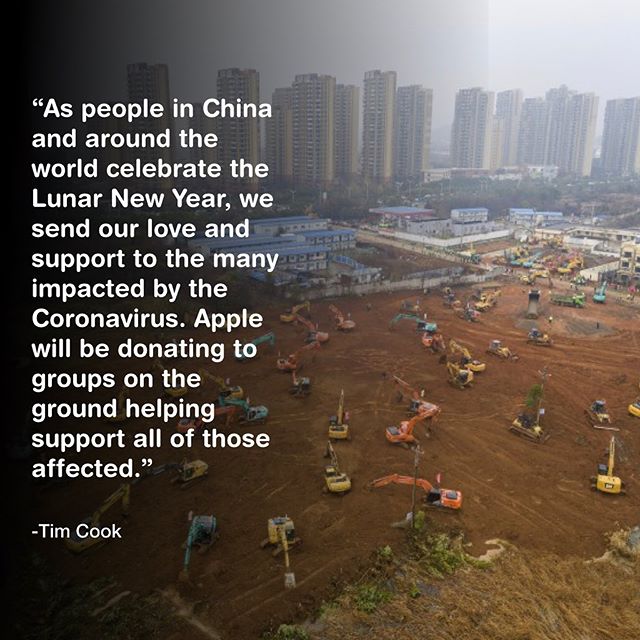 “As people in China
and around the
world celebrate the
Lunar New Year, we
send our love and
support to the many
impacted by the
Coronavirus. Apple
will be donating to
groups on the
ground helping
support all of those
affected.”
-Tim Cook